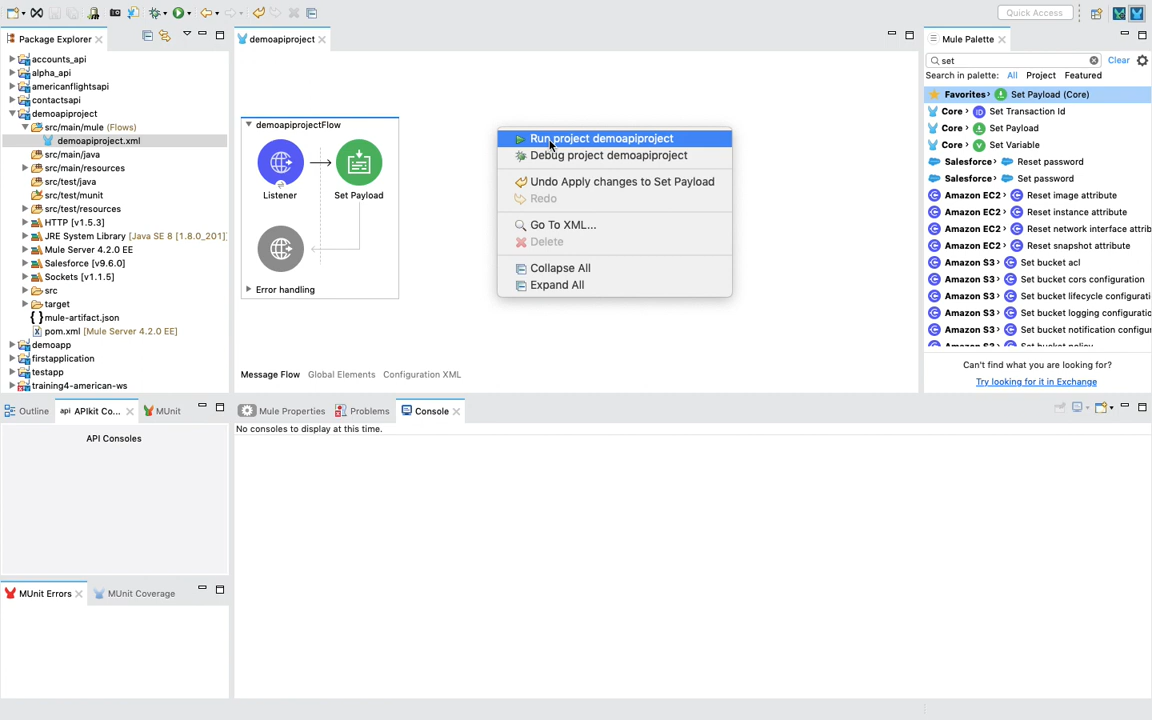 Quick Access
Package Explorer
accounts_api
alpha_api
americanflightsapi
contactsapi
demoapiproject
src/main/mule (Flows)
demoapiproject.xml
src/main/java
src/main/resources
src/test/java
src/test/munit
src/test/resources
HTTP [v1.5.3]
JRE System Library [Java SE 8 [1.8.0_201]]
Mule Server 4.2.0 EE
Salesforce [v9.6.0]
Sockets [v1.1.5]
src
target
mule-artifact.json
pom.xml [Mule Server 4.2.0 EE]
demoapp
firstapplication
testapp
training4-american-ws
demoapiproject
demoapiprojectFlow
Listener
Set Payload
Error handling
Run project demoapiproject
Debug project demoapiproject
Undo Apply changes to Set Payload
Redo
Go To XML...
Delete
Collapse All
Expand All
Message Flow Global Elements Configuration XML
Mule Palette
set
Clear
Search in palette: All Project Featured
Favorites› Set Payload (Core)
Core › Set Transaction Id
Core › Set Payload
Core › Set Variable
Salesforce › Reset password
Salesforce › Set password
Amazon EC2 › Reset image attribute
Amazon EC2 › Reset instance attribute
Amazon EC2 › Reset network interface attrib
Amazon EC2 › Reset snapshot attribute
Amazon S3 › Set bucket acl
Amazon S3 › Set bucket cors configuration
Amazon S3 › Set bucket lifecycle configurati
Amazon S3 › Set bucket logging configuratic
Amazon S3 › Set bucket notification configu
Amazon S3 › Set bucket policy
Can't find what you are looking for?
Try looking for it in Exchange
Outline api APIkit Co... MUnit
API Consoles
Mule Properties Problems Console
No consoles to display at this time.
MUnit Errors MUnit Coverage